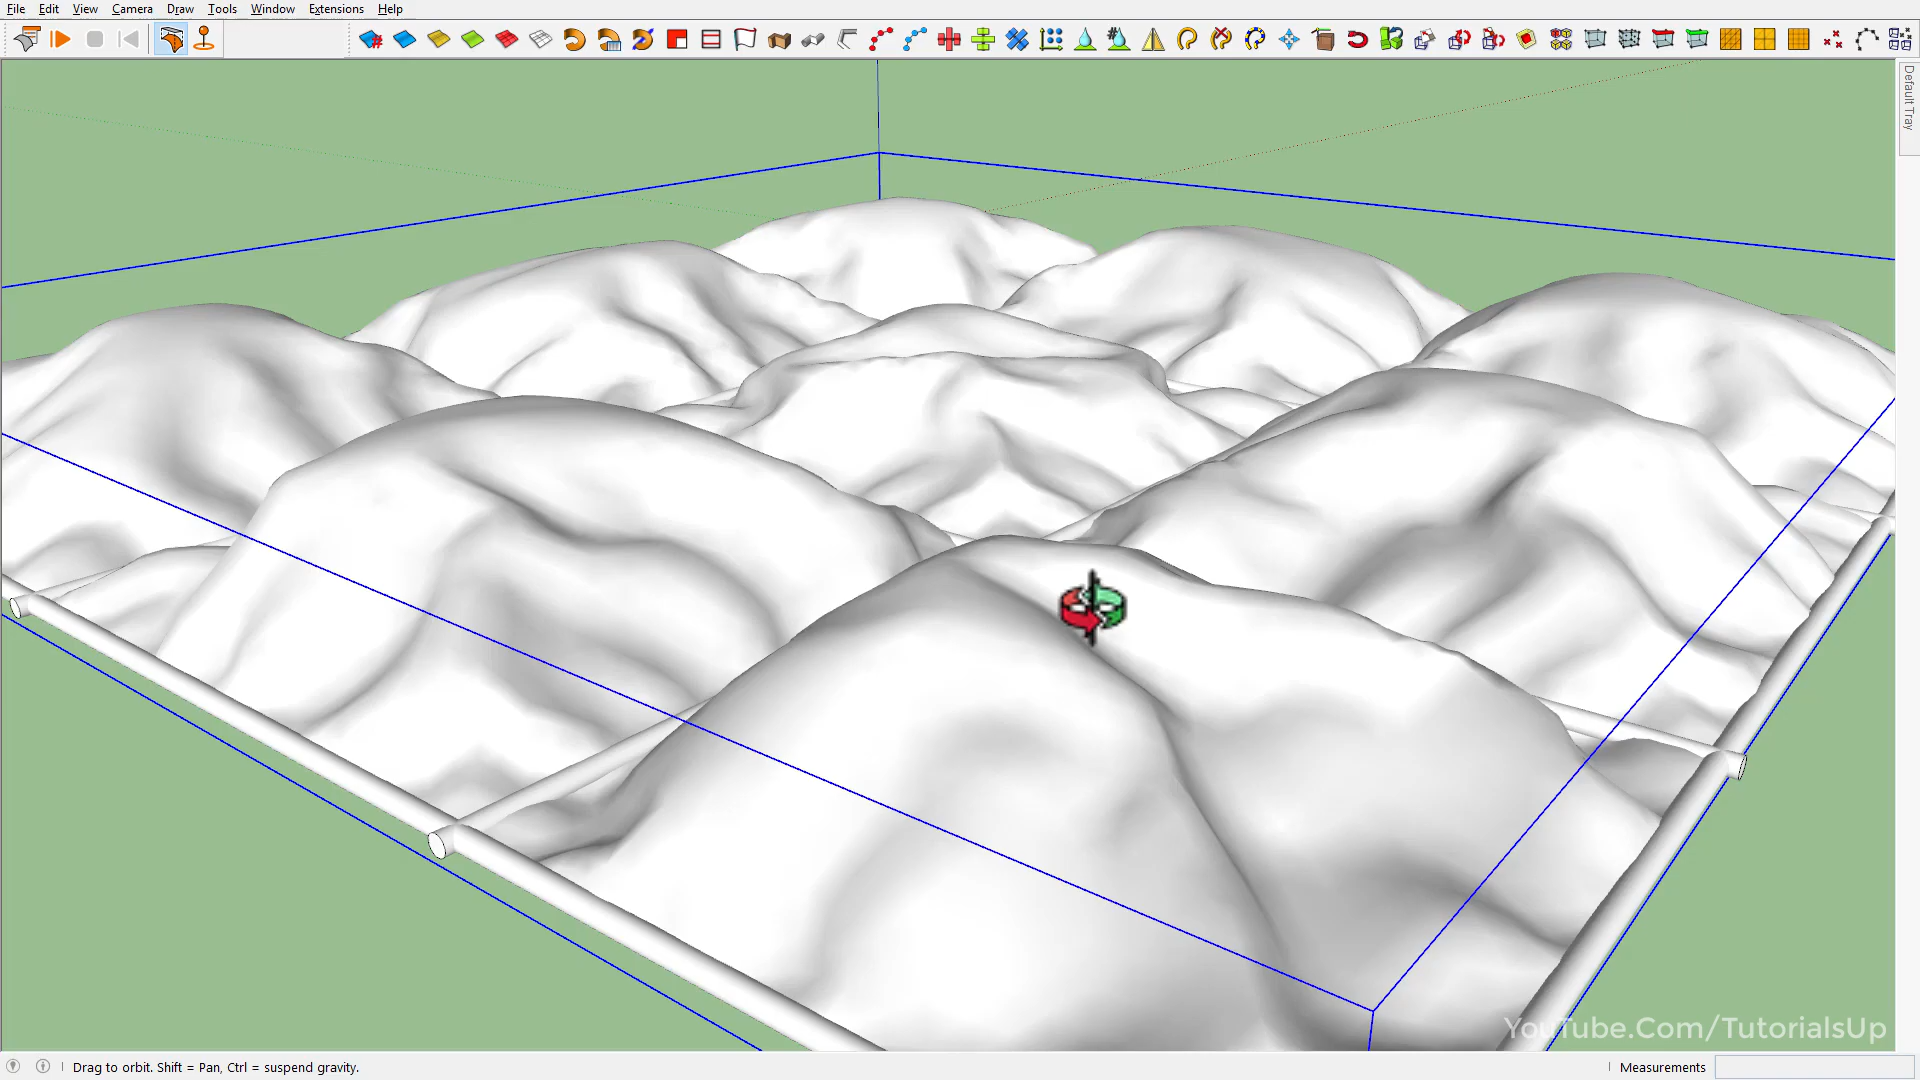 File Edit View Camera Draw Tools Window Extensions Help
Default Tray
YouTube.Com/TutorialsUp
Drag to orbit. Shift = Pan, Ctrl = suspend gravity.
Measurements